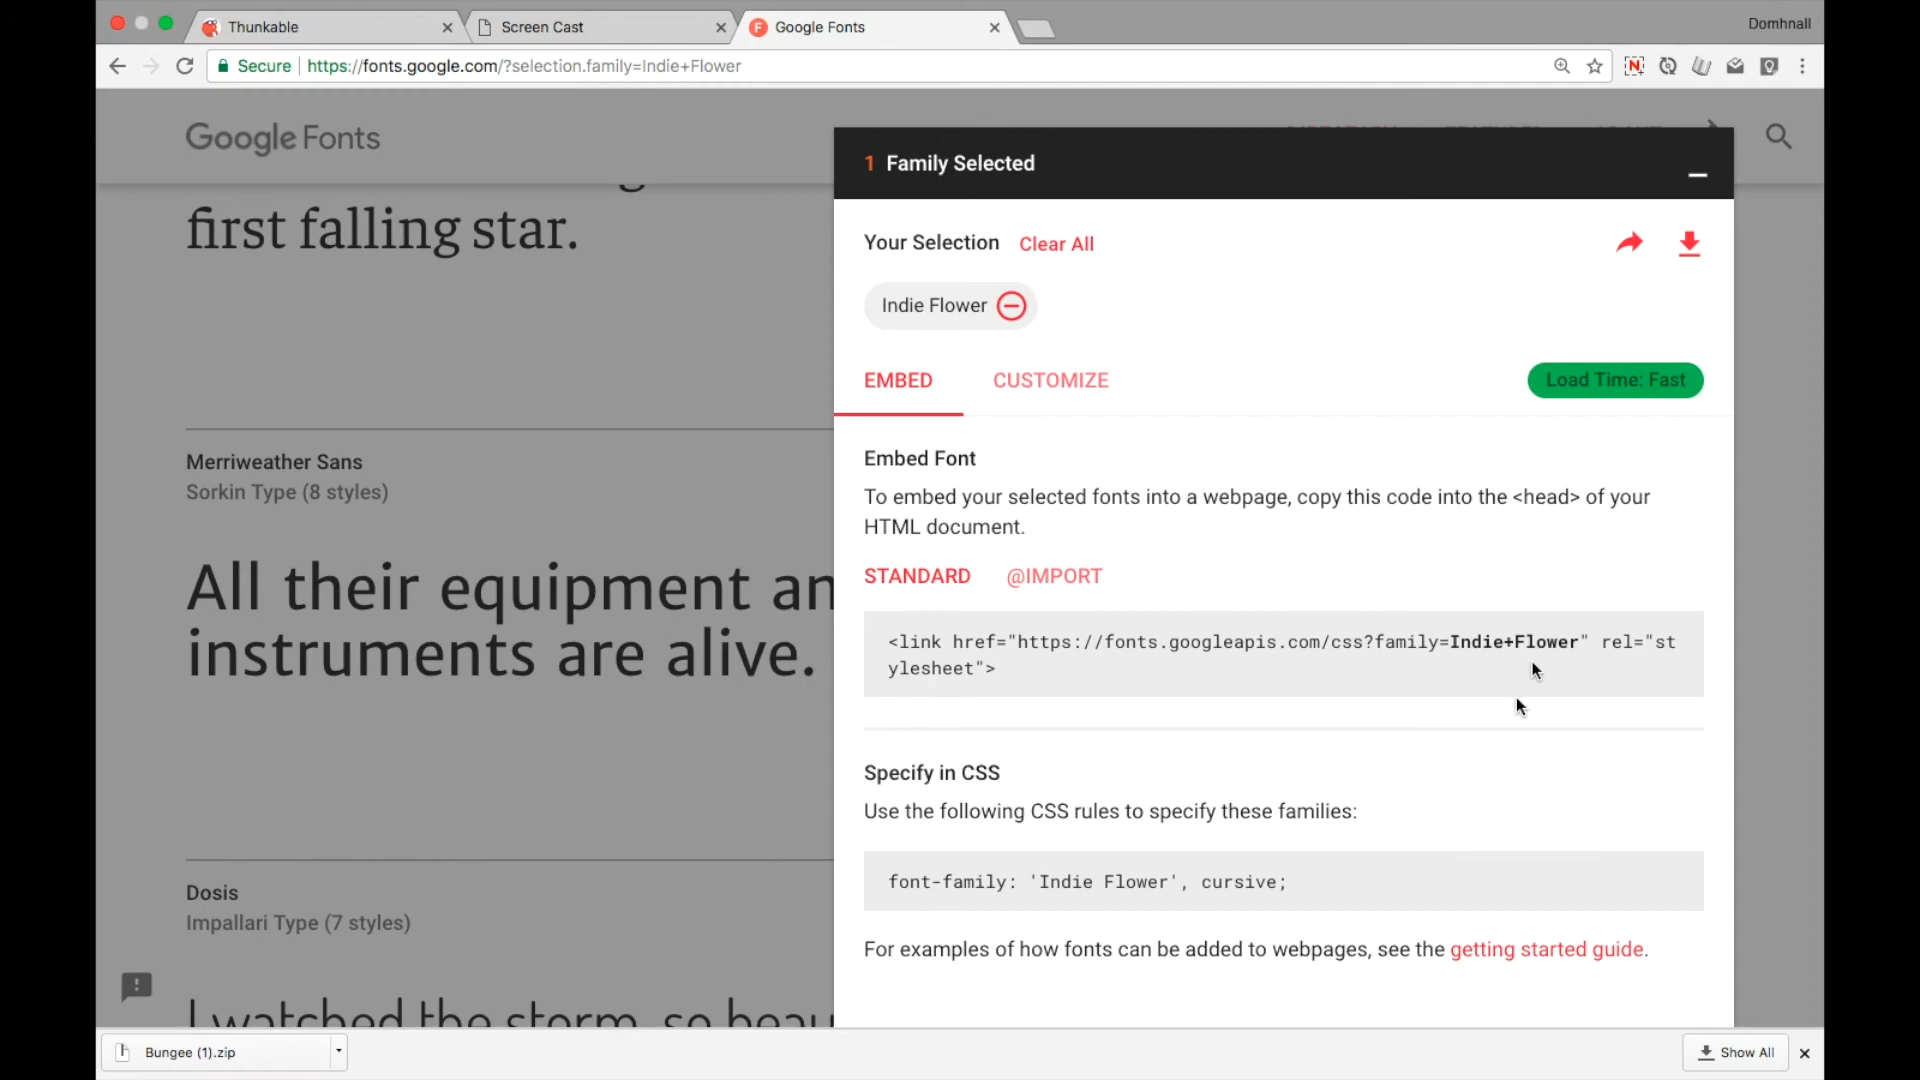 Thunkable
Screen Cast
Google Fonts
Domhnall
Secure
https://fonts.google.com/?selection.family=Indie+Flower
Google Fonts
first falling star.
Merriweather Sans
Sorkin Type (8 styles)
All their equipment an
instruments are alive.
Dosis
Impallari Type (7 styles)
I watched the storm, so beau
1 Family Selected
Your Selection Clear All
Indie Flower
EMBED CUSTOMIZE
Load Time: Fast
Embed Font
To embed your selected fonts into a webpage, copy this code into the <head> of your
HTML document.
STANDARD @IMPORT
<link href="https://fonts.googleapis.com/css?family=Indie+Flower" rel="st
ylesheet">
Specify in CSS
Use the following CSS rules to specify these families:
font-family: 'Indie Flower', cursive;
For examples of how fonts can be added to webpages, see the getting started guide.
Bungee (1).zip
Show All